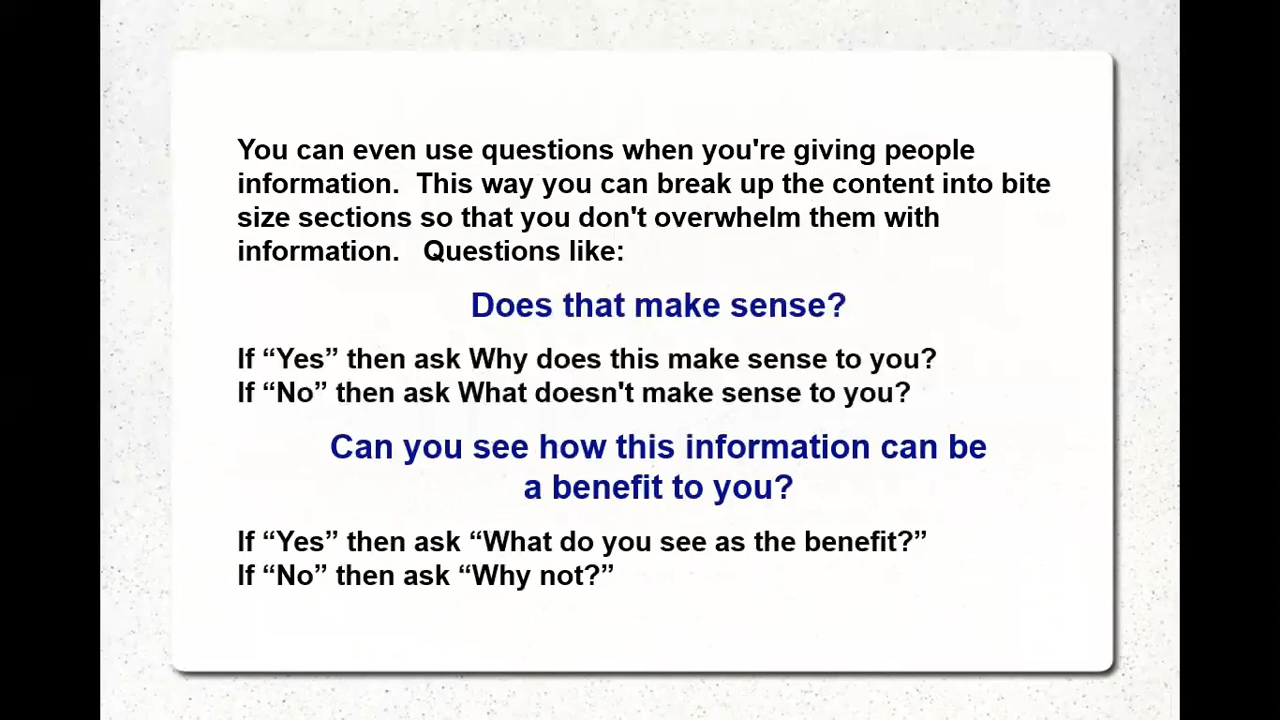 You can even use questions when you're giving people
information.  This way you can break up the content into bite
size sections so that you don't overwhelm them with
information.   Questions like:
Does that make sense?
If “Yes” then ask Why does this make sense to you?
If “No” then ask What doesn't make sense to you?
Can you see how this information can be
a benefit to you?
If “Yes” then ask “What do you see as the benefit?”
If “No” then ask “Why not?”